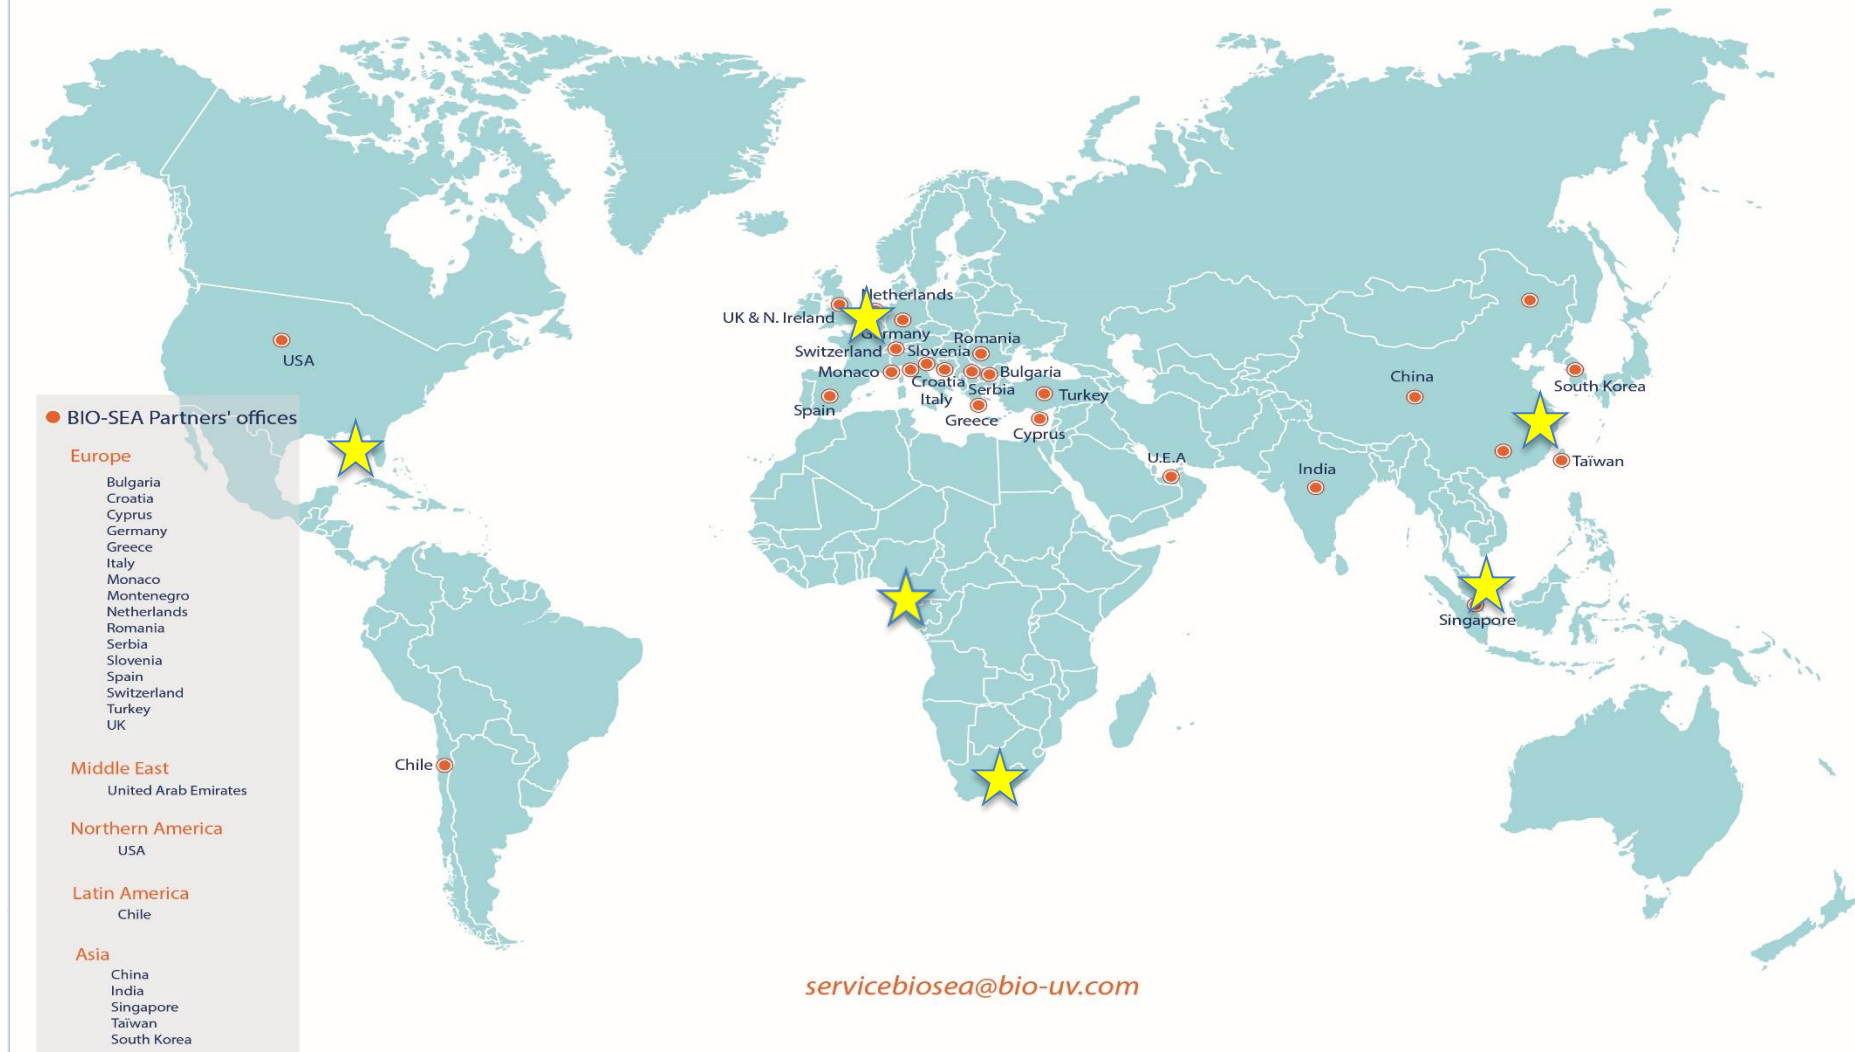 Netherlands
UK & N. Ireland
Germany
Romania
Switzerland
Slovenia
Monaco
Croatia
Serbia
Bulgaria
Italy
Spain
Greece
Turkey
Cyprus
USA
U.E.A
India
China
South Korea
Taïwan
Singapore
Chile
BIO-SEA Partners' offices
Europe
Bulgaria
Croatia
Cyprus
Germany
Greece
Italy
Monaco
Montenegro
Netherlands
Romania
Serbia
Slovenia
Spain
Switzerland
Turkey
UK
Middle East
United Arab Emirates
Northern America
USA
Latin America
Chile
Asia
China
India
Singapore
Taïwan
South Korea
servicebiosea@bio-uv.com